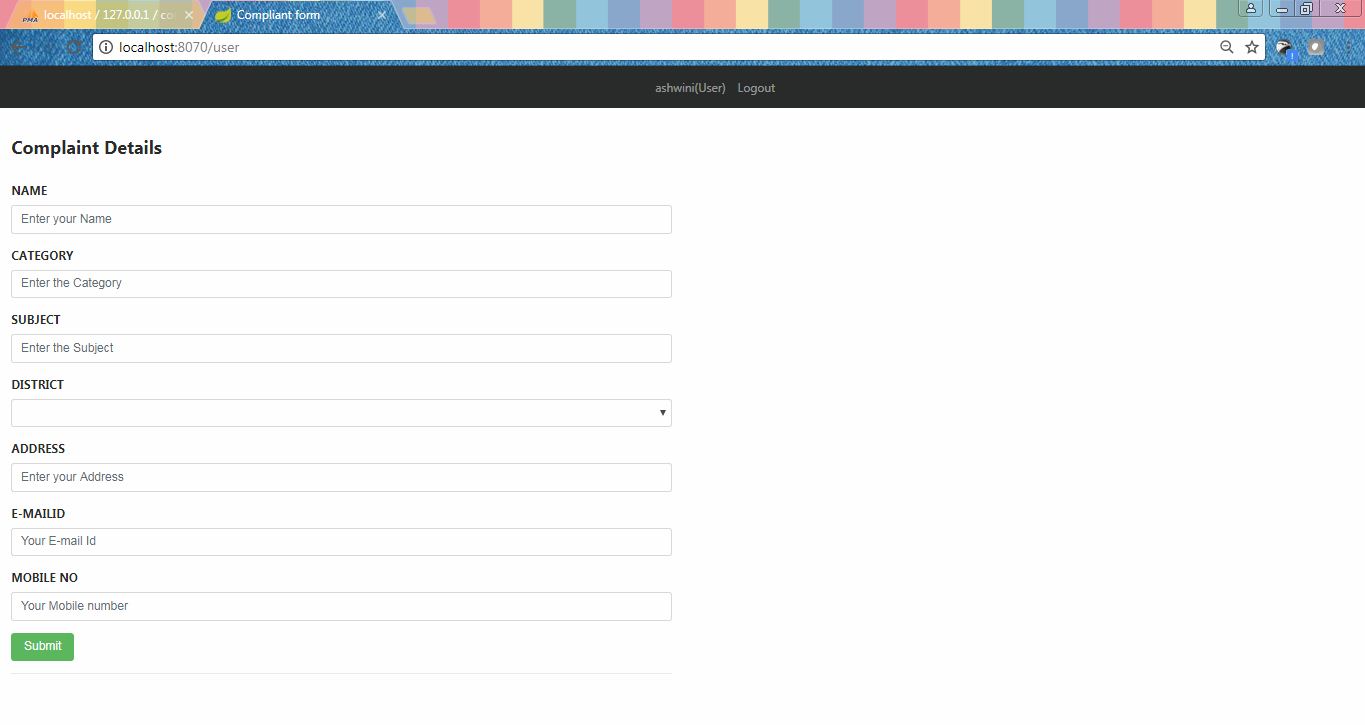 PMA localhost / 127.0.0.1 / co
Compliant form
localhost:8070/user
ashwini(User) Logout
Complaint Details
NAME
Enter your Name
CATEGORY
Enter the Category
SUBJECT
Enter the Subject
DISTRICT
ADDRESS
Enter your Address
E-MAILID
Your E-mail Id
MOBILE NO
Your Mobile number
Submit